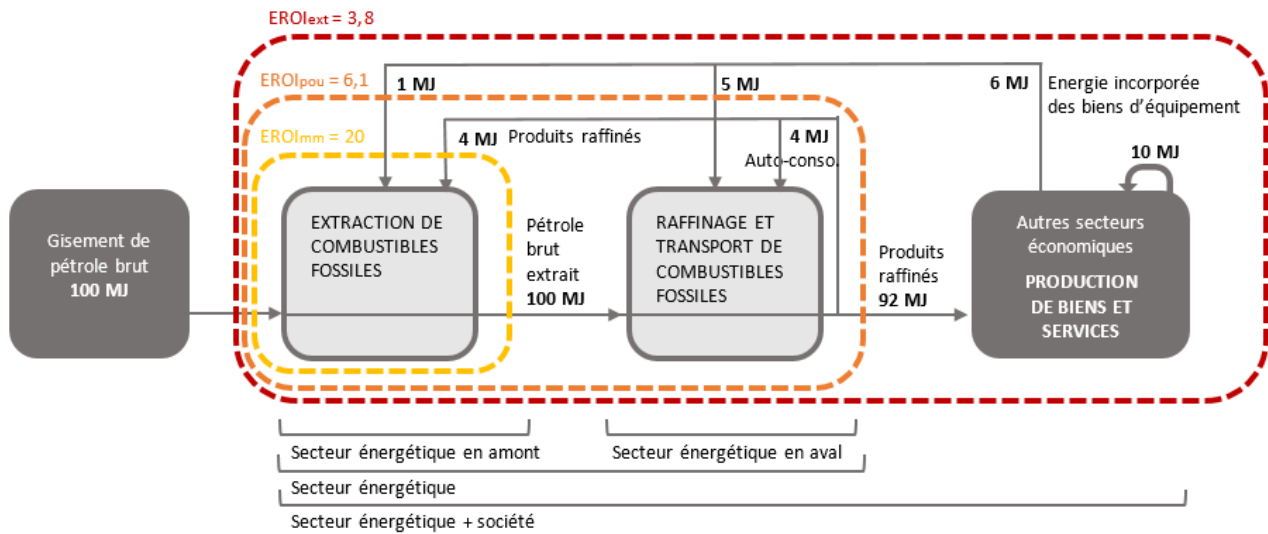 EROIext = 3,8
EROIpou = 6,1
1 MJ
5 MJ
6 MJ
Energie incorporée
des biens d'équipement
EROImm = 20
4 MJ
Produits raffinés
4 MJ
Auto-conso.
10 MJ
Gisement de
pétrole brut
100 MJ
EXTRACTION DE
COMBUSTIBLES
FOSSILES
Pétrole
brut
extrait
100 MJ
RAFFINAGE ET
TRANSPORT DE
COMBUSTIBLES
FOSSILES
Produits
raffinés
92 MJ
Autres secteurs
économiques
PRODUCTION
DE BIENS ET
SERVICES
Secteur énergétique en amont
Secteur énergétique en aval
Secteur énergétique
Secteur énergétique + société